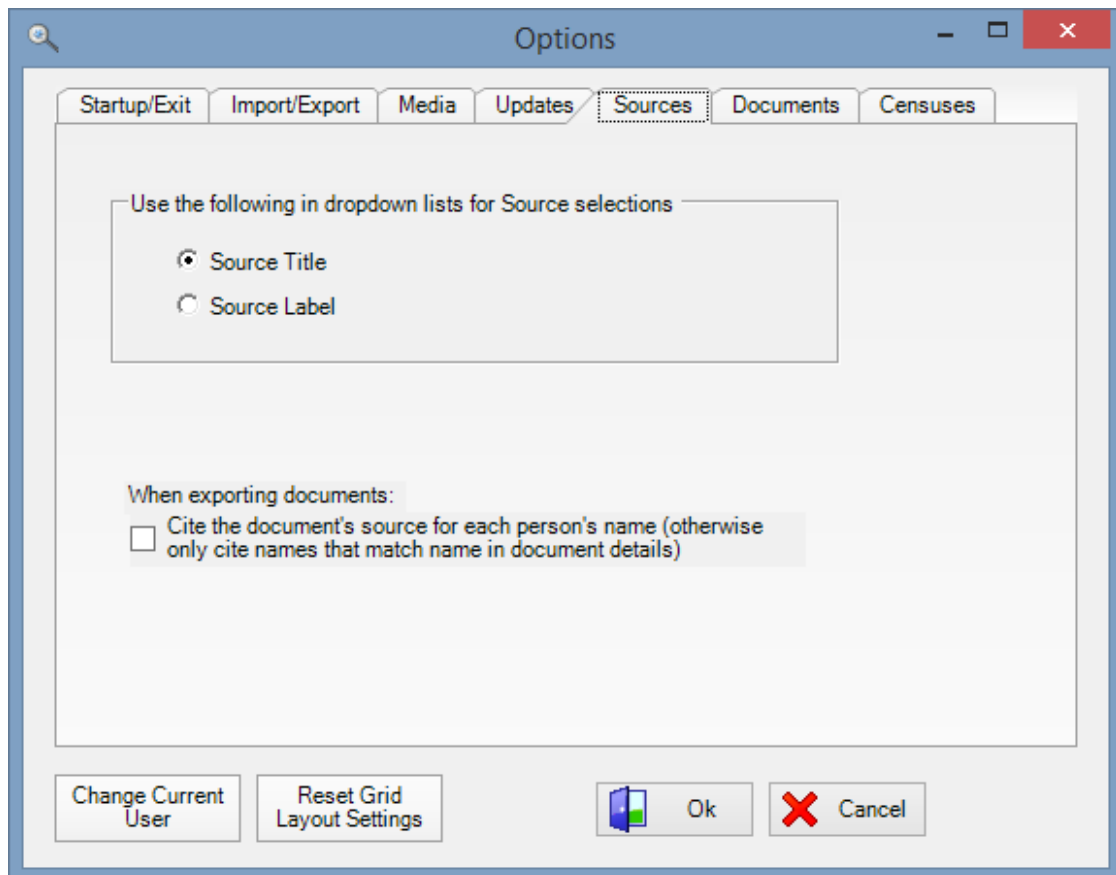 Options
Startup/Exit Import/Export Media Updates Sources Documents Censuses
Use the following in dropdown lists for Source selections
Source Title
Source Label
When exporting documents:
Cite the document's source for each person's name (otherwise
only cite names that match name in document details)
Change Current
User
Reset Grid
Layout Settings
Ok
Cancel